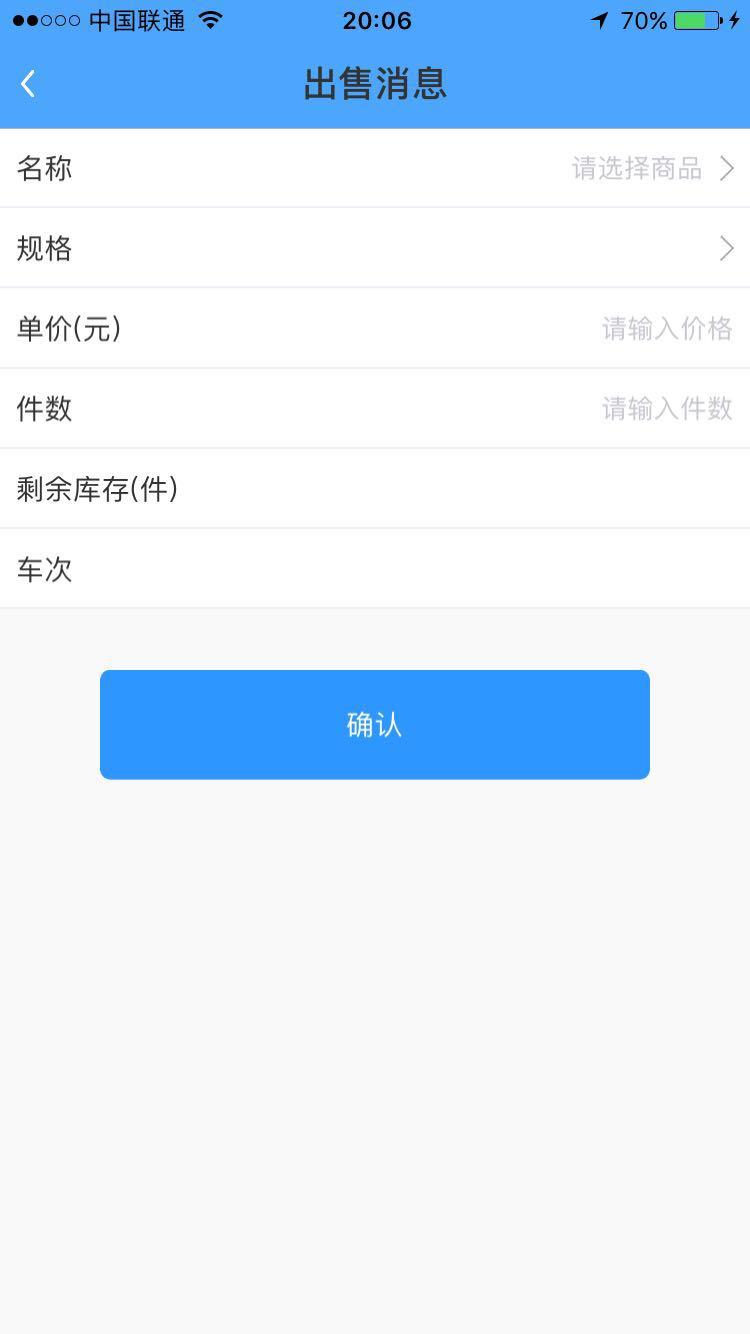 中国联通 20:06 70%
出售消息
名称 请选择商品
规格
单价(元) 请输入价格
件数 请输入件数
剩余库存(件)
车次
确认